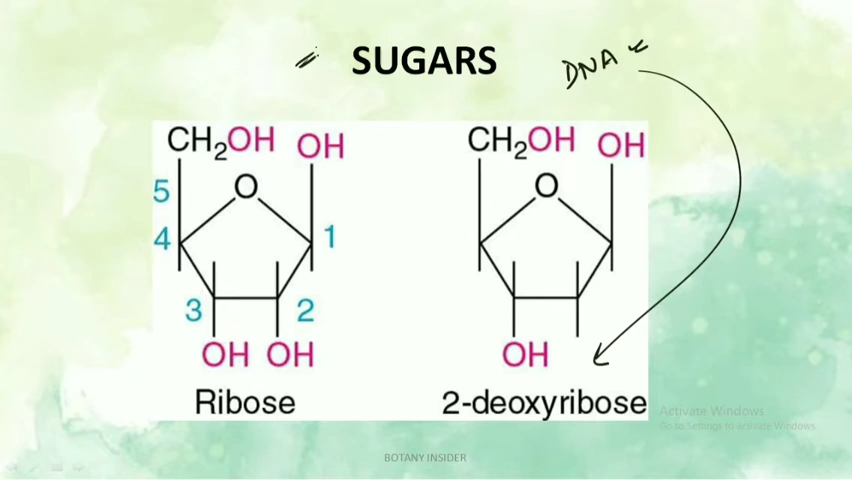 SUGARS
DNA
CH₂OH OH
O
5
4
1
3
2
OH OH
Ribose
CH₂OH OH
O
OH
2-deoxyribose
Activate Windows
Go to Settings to activate Windows.
BOTANY INSIDER